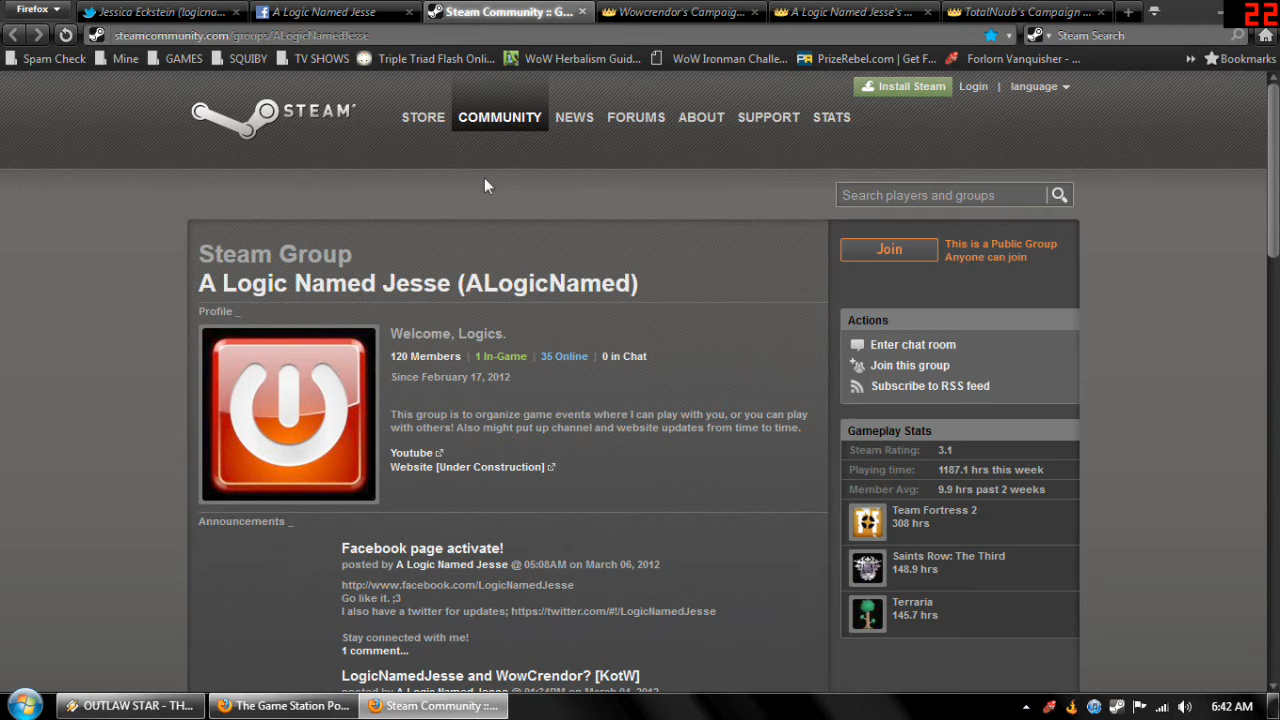 Firefox
Jessica Eckstein (logicna...
A Logic Named Jesse
Steam Community :: G...
Wowcrendor's Campaig...
A Logic Named Jesse's ...
TotalNuub's Campaign ...
22
steamcommunity.com/groups/ALogicNamedJesse
Steam Search
Spam Check
Mine
GAMES
SQUIBY
TV SHOWS
Triple Triad Flash Onli...
WoW Herbalism Guid...
WoW Ironman Challe...
PrizeRebel.com | Get F...
Forlorn Vanquisher - ...
Bookmarks
Install Steam
Login | language
STEAM
STORE COMMUNITY NEWS FORUMS ABOUT SUPPORT STATS
Search players and groups
Steam Group
A Logic Named Jesse (ALogicNamed)
Profile _
Welcome, Logics.
120 Members | 1 In-Game | 35 Online | 0 in Chat
Since February 17, 2012
This group is to organize game events where I can play with you, or you can play
with others! Also might put up channel and website updates from time to time.
Youtube
Website [Under Construction]
Announcements _
Facebook page activate!
posted by A Logic Named Jesse @ 05:08AM on March 06, 2012
http://www.facebook.com/LogicNamedJesse
Go like it. ;3
I also have a twitter for updates; https://twitter.com/#!/LogicNamedJesse
Stay connected with me!
1 comment...
LogicNamedJesse and WowCrendor? [KotW]
Join
This is a Public Group
Anyone can join
Actions
Enter chat room
Join this group
Subscribe to RSS feed
Gameplay Stats
Steam Rating: 3.1
Playing time: 1187.1 hrs this week
Member Avg: 9.9 hrs past 2 weeks
Team Fortress 2
308 hrs
Saints Row: The Third
148.9 hrs
Terraria
145.7 hrs
OUTLAW STAR - TH...
The Game Station Po...
Steam Community ::...
6:42 AM